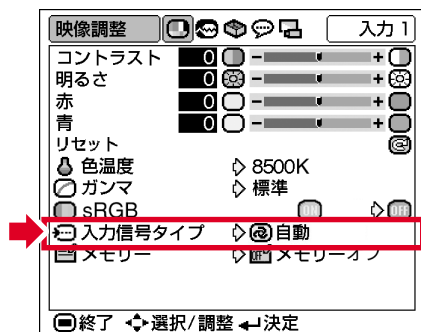 映像調整 入力 1
コントラスト 0 - +
明るさ 0 - +
赤 0 - +
青 0 - +
リセット
色温度 8500K
ガンマ 標準
sRGB ON OFF
入力信号タイプ 自動
メモリー OFF メモリーオフ
終了 選択/調整 決定